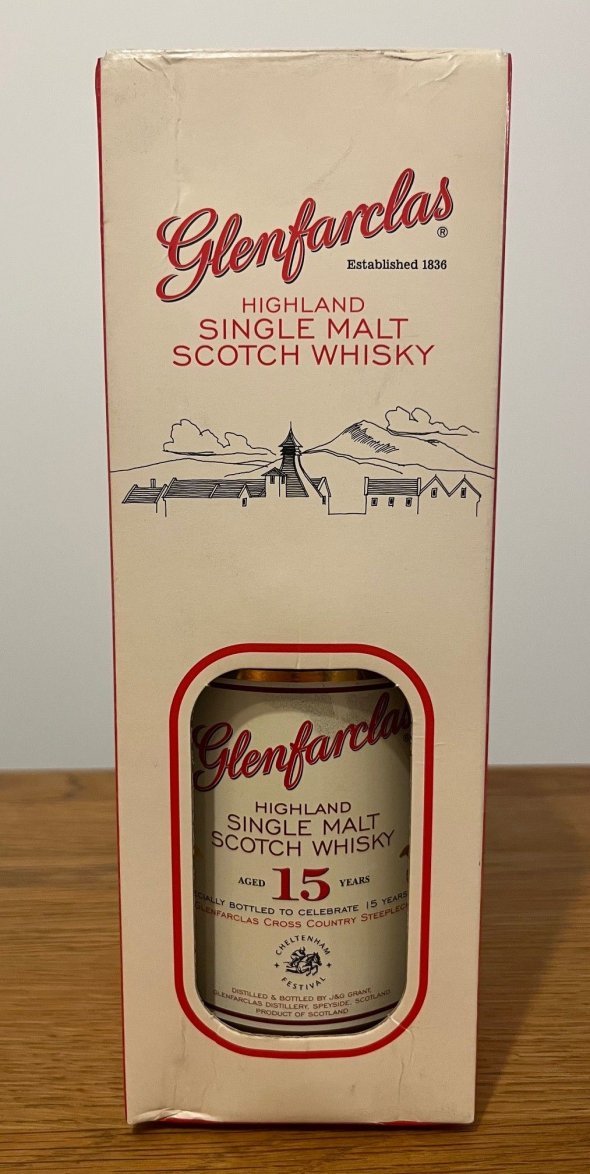 Glenfarclas®
Established 1836
HIGHLAND
SINGLE MALT
SCOTCH WHISKY
Glenfarclas
HIGHLAND
SINGLE MALT
SCOTCH WHISKY
AGED 15 YEARS
CIALLY BOTTLED TO CELEBRATE 15 YEARS
GLENFARCLAS CROSS COUNTRY STEEPLEC
CHELTENHAM
FESTIVAL
DISTILLED & BOTTLED BY J&G GRANT,
GLENFARCLAS DISTILLERY, SPEYSIDE, SCOTLAND
PRODUCT OF SCOTLAND